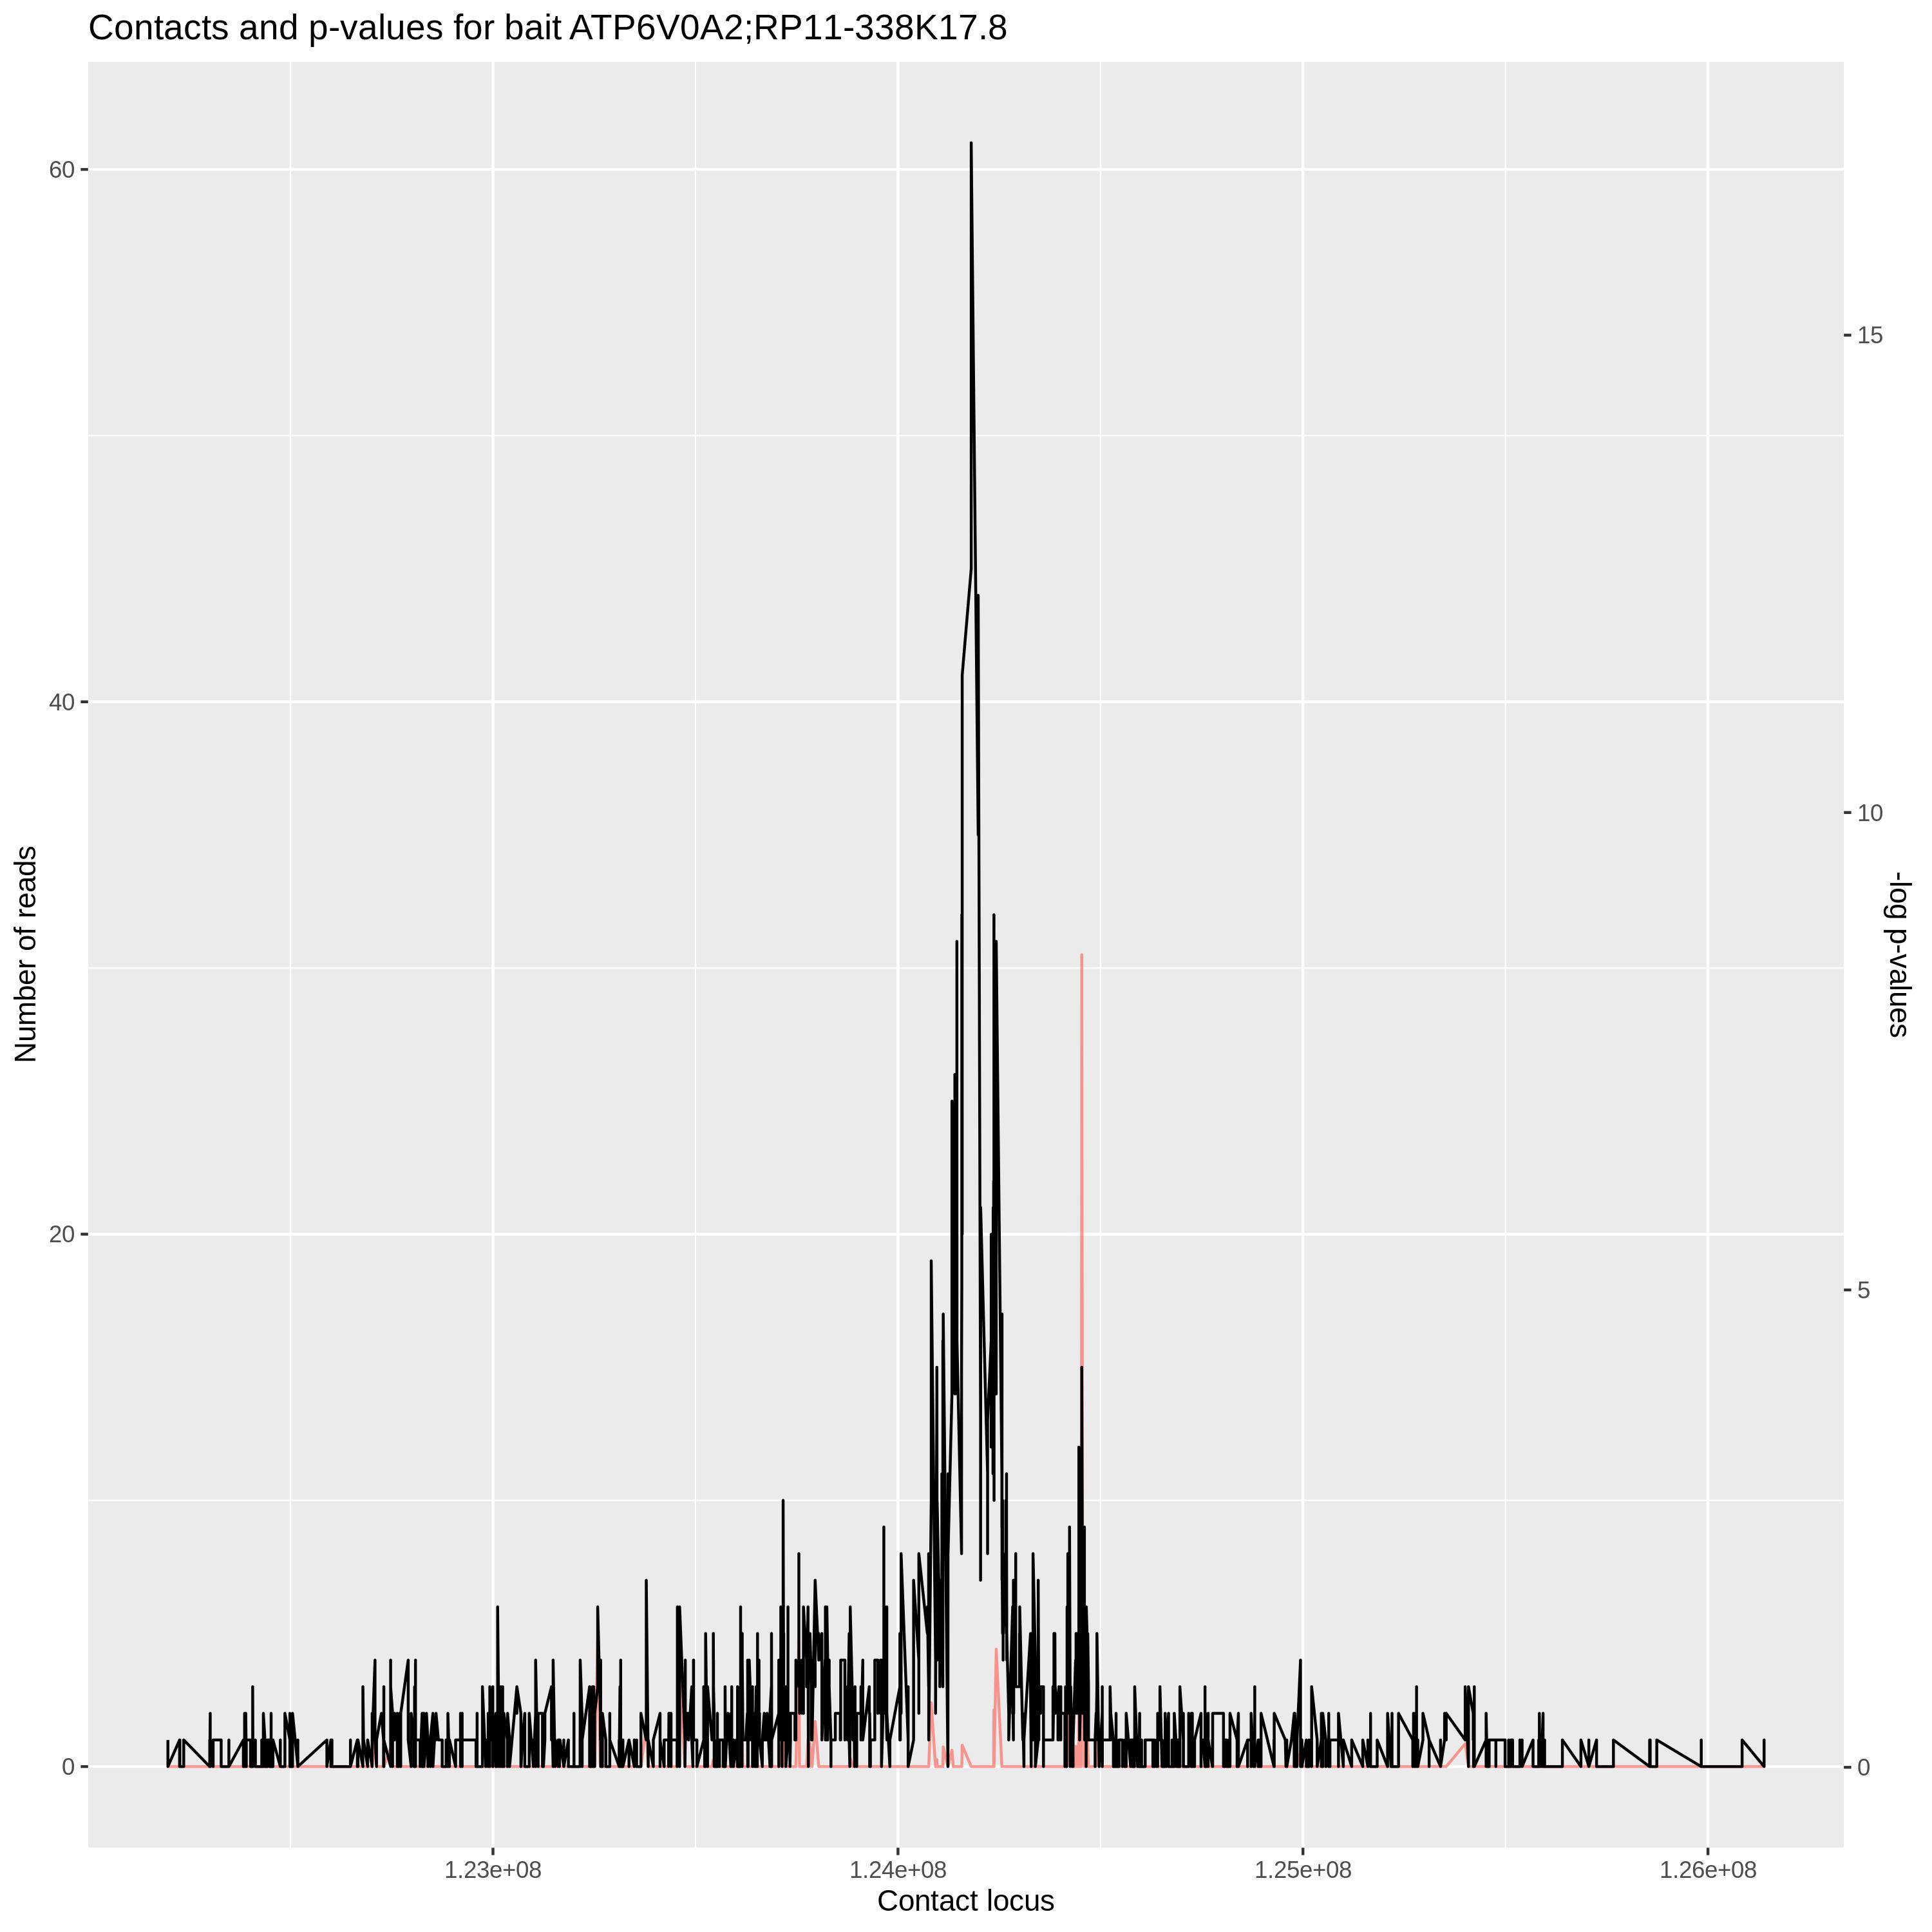 Contacts and p-values for bait ATP6V0A2;RP11-338K17.8
60
40
20
0
Number of reads
15
10
5
0
-log p-values
1.23e+08
1.24e+08
1.25e+08
1.26e+08
Contact locus